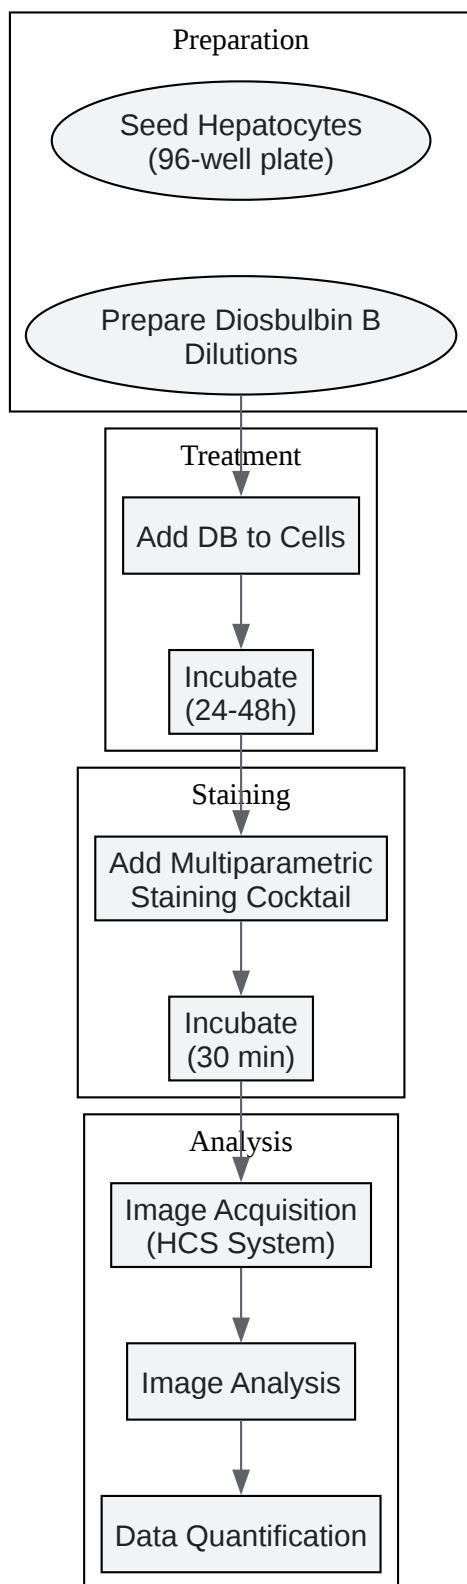 Preparation
Seed Hepatocytes
(96-well plate)
Prepare Diosbulbin B
Dilutions
Treatment
Add DB to Cells
Incubate
(24-48h)
Staining
Add Multiparametric
Staining Cocktail
Incubate
(30 min)
Analysis
Image Acquisition
(HCS System)
Image Analysis
Data Quantification